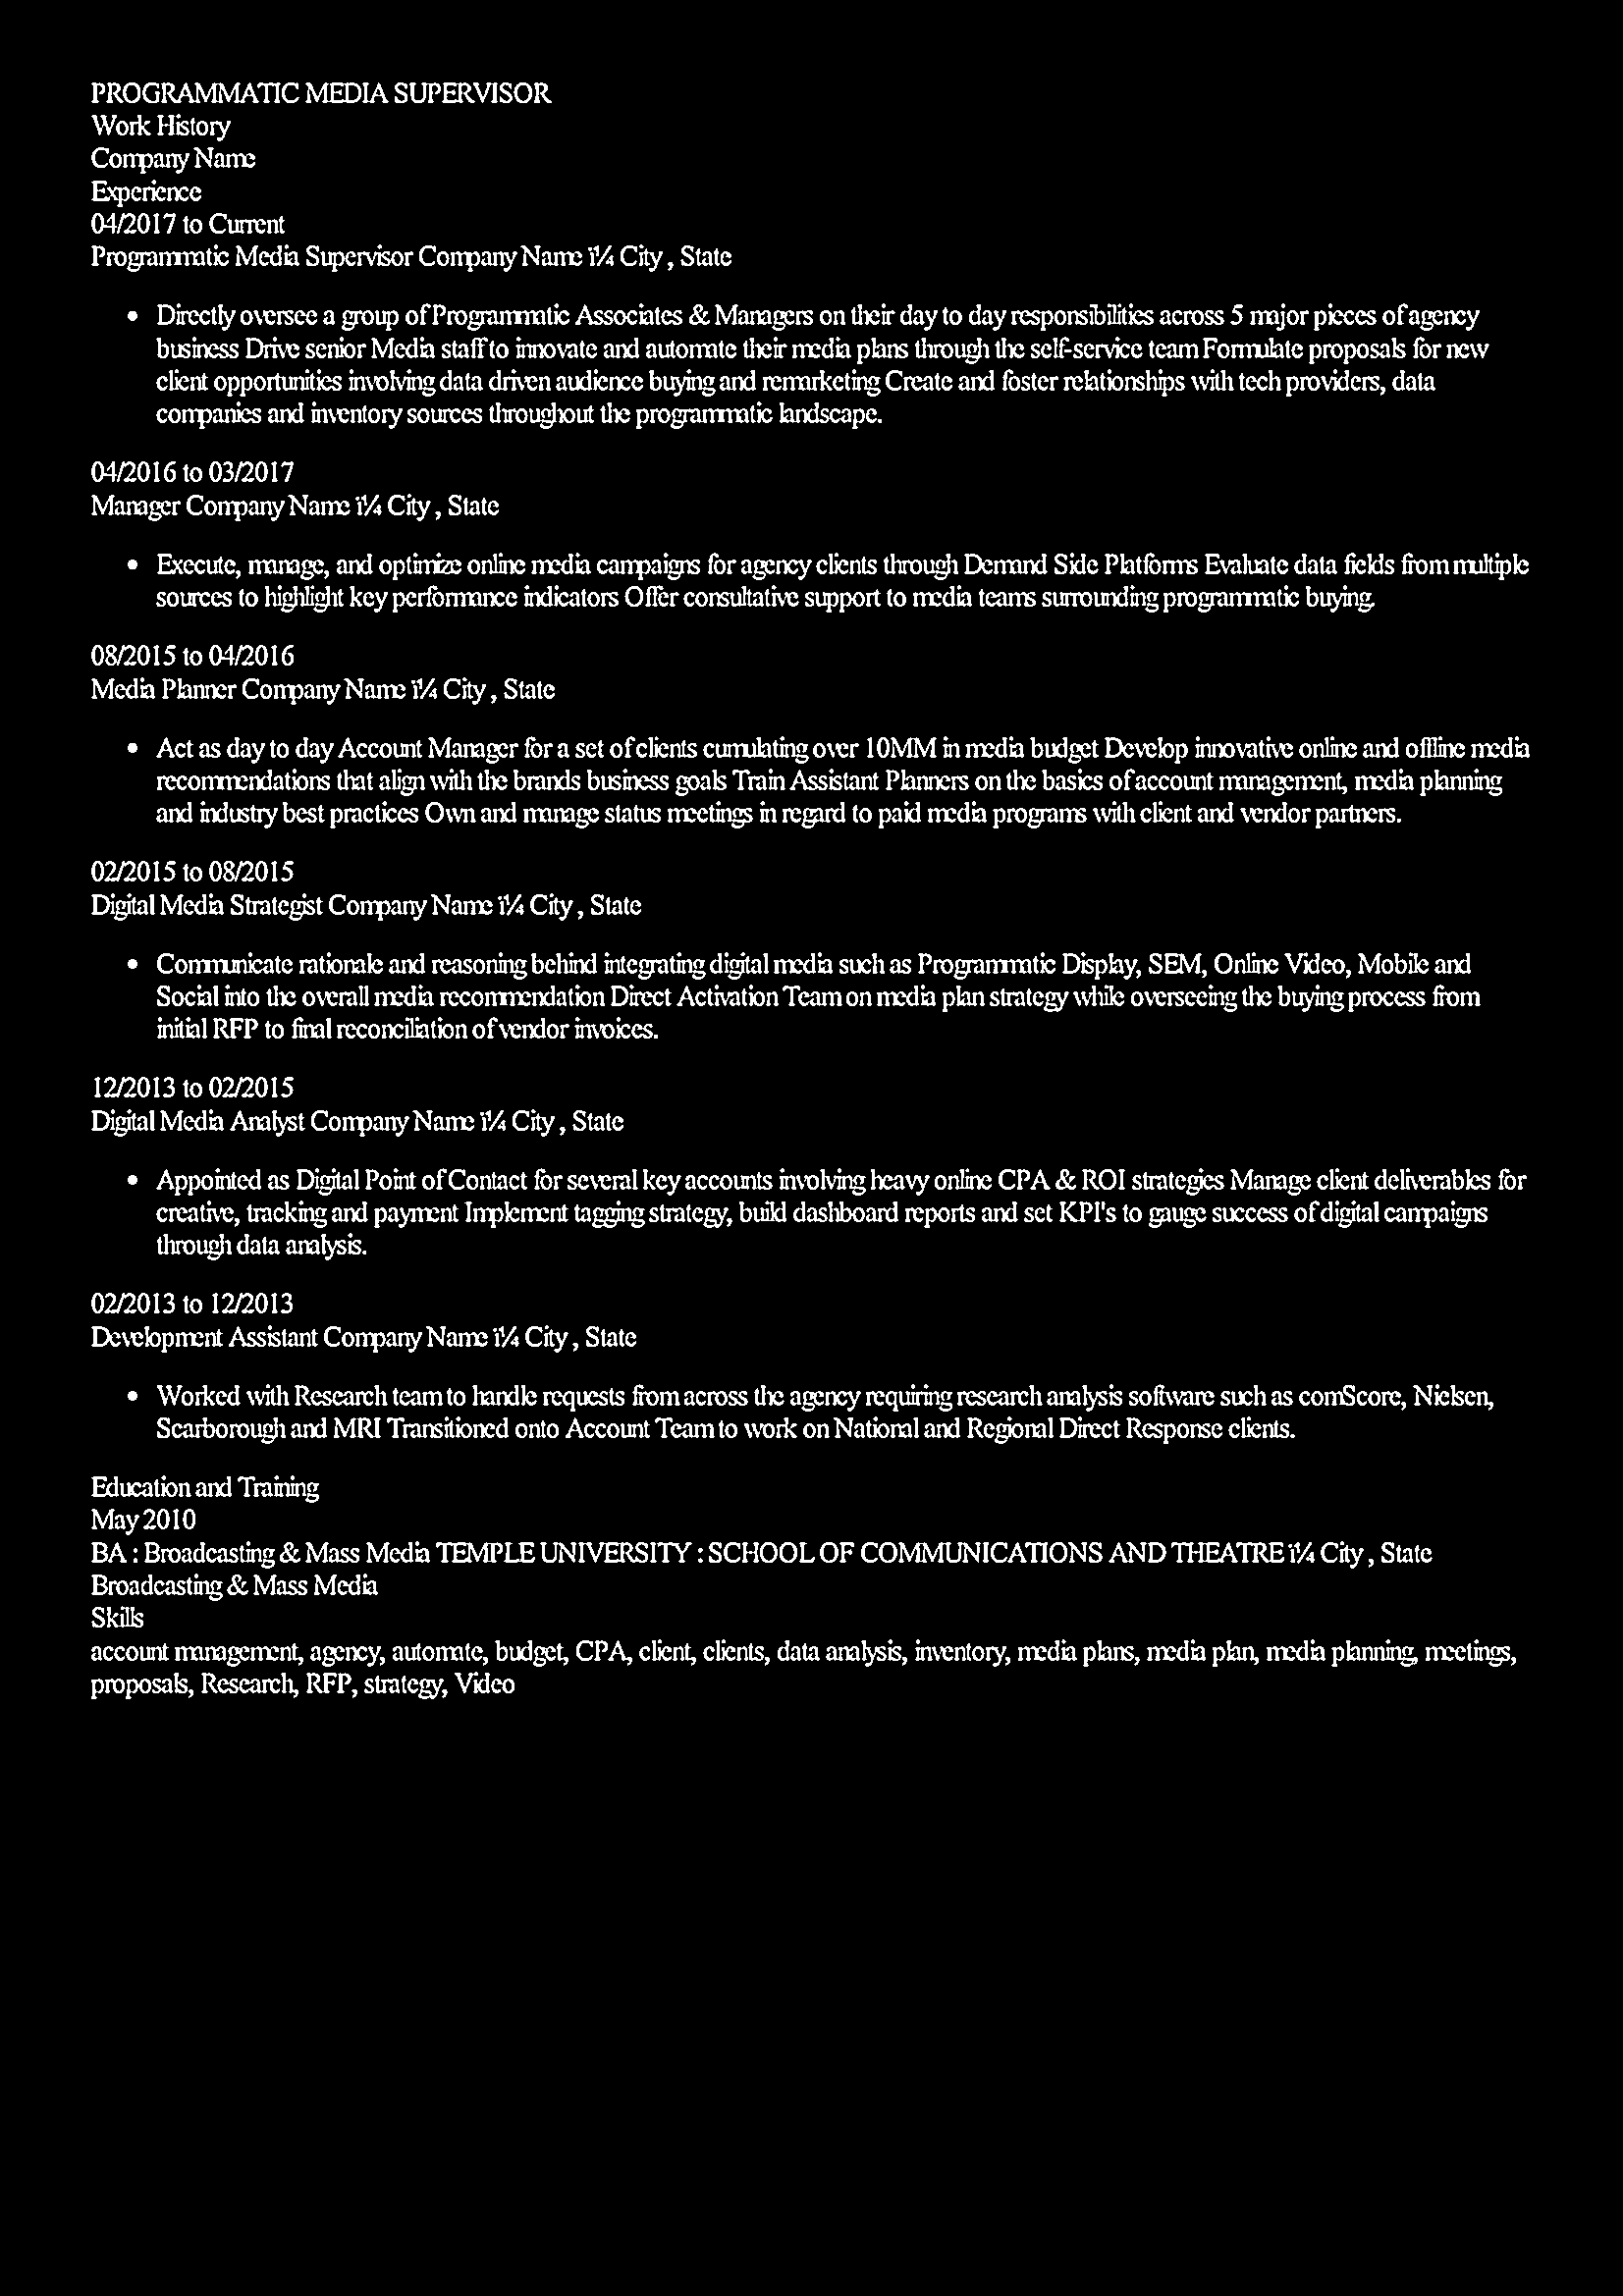 PROGRAMMATIC MEDIA SUPERVISOR
Work History
Company Name
Experience
04/2017 to Current
Programmatic Media Supervisor Company Name ï¼ City , State
• Directly oversee a group of Programmatic Associates & Managers on their day to day responsibilities across 5 major pieces of agency
business Drive senior Media staff to innovate and automate their media plans through the self-service team Formulate proposals for new
client opportunities involving data driven audience buying and remarketing Create and foster relationships with tech providers, data
companies and inventory sources throughout the programmatic landscape.
04/2016 to 03/2017
Manager Company Name ï¼ City , State
• Execute, manage, and optimize online media campaigns for agency clients through Demand Side Platforms Evaluate data fields from multiple
sources to highlight key performance indicators Offer consultative support to media teams surrounding programmatic buying.
08/2015 to 04/2016
Media Planner Company Name ï¼ City , State
• Act as day to day Account Manager for a set of clients cumulating over 10MM in media budget Develop innovative online and offline media
recommendations that align with the brands business goals Train Assistant Planners on the basics of account management, media planning
and industry best practices Own and manage status meetings in regard to paid media programs with client and vendor partners.
02/2015 to 08/2015
Digital Media Strategist Company Name ï¼ City , State
• Communicate rationale and reasoning behind integrating digital media such as Programmatic Display, SEM, Online Video, Mobile and
Social into the overall media recommendation Direct Activation Team on media plan strategy while overseeing the buying process from
initial RFP to final reconciliation of vendor invoices.
12/2013 to 02/2015
Digital Media Analyst Company Name ï¼ City , State
• Appointed as Digital Point of Contact for several key accounts involving heavy online CPA & ROI strategies Manage client deliverables for
creative, tracking and payment Implement tagging strategy, build dashboard reports and set KPI's to gauge success of digital campaigns
through data analysis.
02/2013 to 12/2013
Development Assistant Company Name ï¼ City , State
• Worked with Research team to handle requests from across the agency requiring research analysis software such as comScore, Nielsen,
Scarborough and MRI Transitioned onto Account Team to work on National and Regional Direct Response clients.
Education and Training
May 2010
BA : Broadcasting & Mass Media TEMPLE UNIVERSITY : SCHOOL OF COMMUNICATIONS AND THEATRE ï¼ City , State
Broadcasting & Mass Media
Skills
account management, agency, automate, budget, CPA, client, clients, data analysis, inventory, media plans, media plan, media planning, meetings,
proposals, Research, RFP, strategy, Video